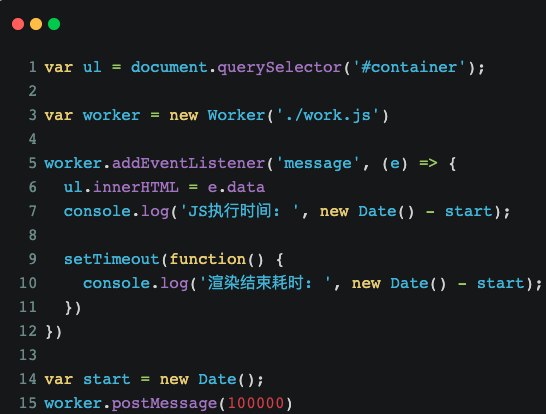 1 var ul = document.querySelector('#container');
2
3 var worker = new Worker('./work.js')
4
5 worker.addEventListener('message', (e) => {
6   ul.innerHTML = e.data
7   console.log('JS执行时间: ', new Date() - start);
8
9   setTimeout(function() {
10     console.log('渲染结束耗时: ', new Date() - start);
11   })
12 })
13
14 var start = new Date();
15 worker.postMessage(100000)